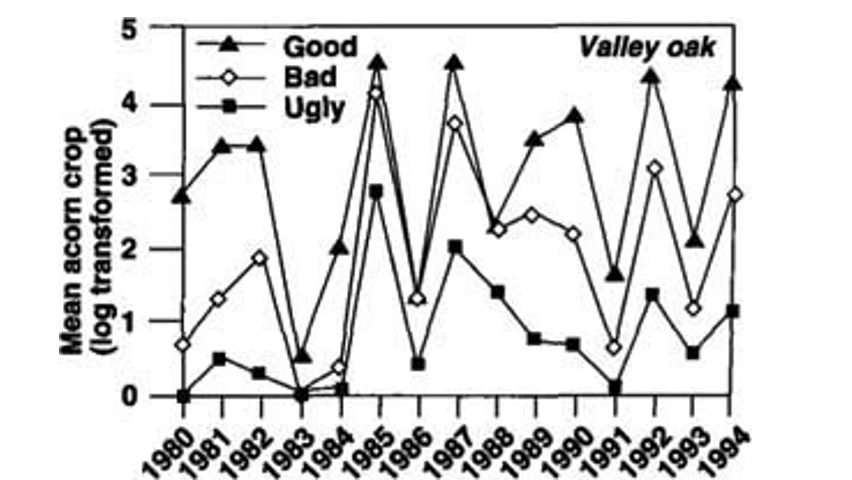 Valley oak
Good
Bad
Ugly
Mean acorn crop
(log transformed)
5
4
3
2
1
0
1980 1981 1982 1983 1984 1985 1986 1987 1988 1989 1990 1991 1992 1993 1994